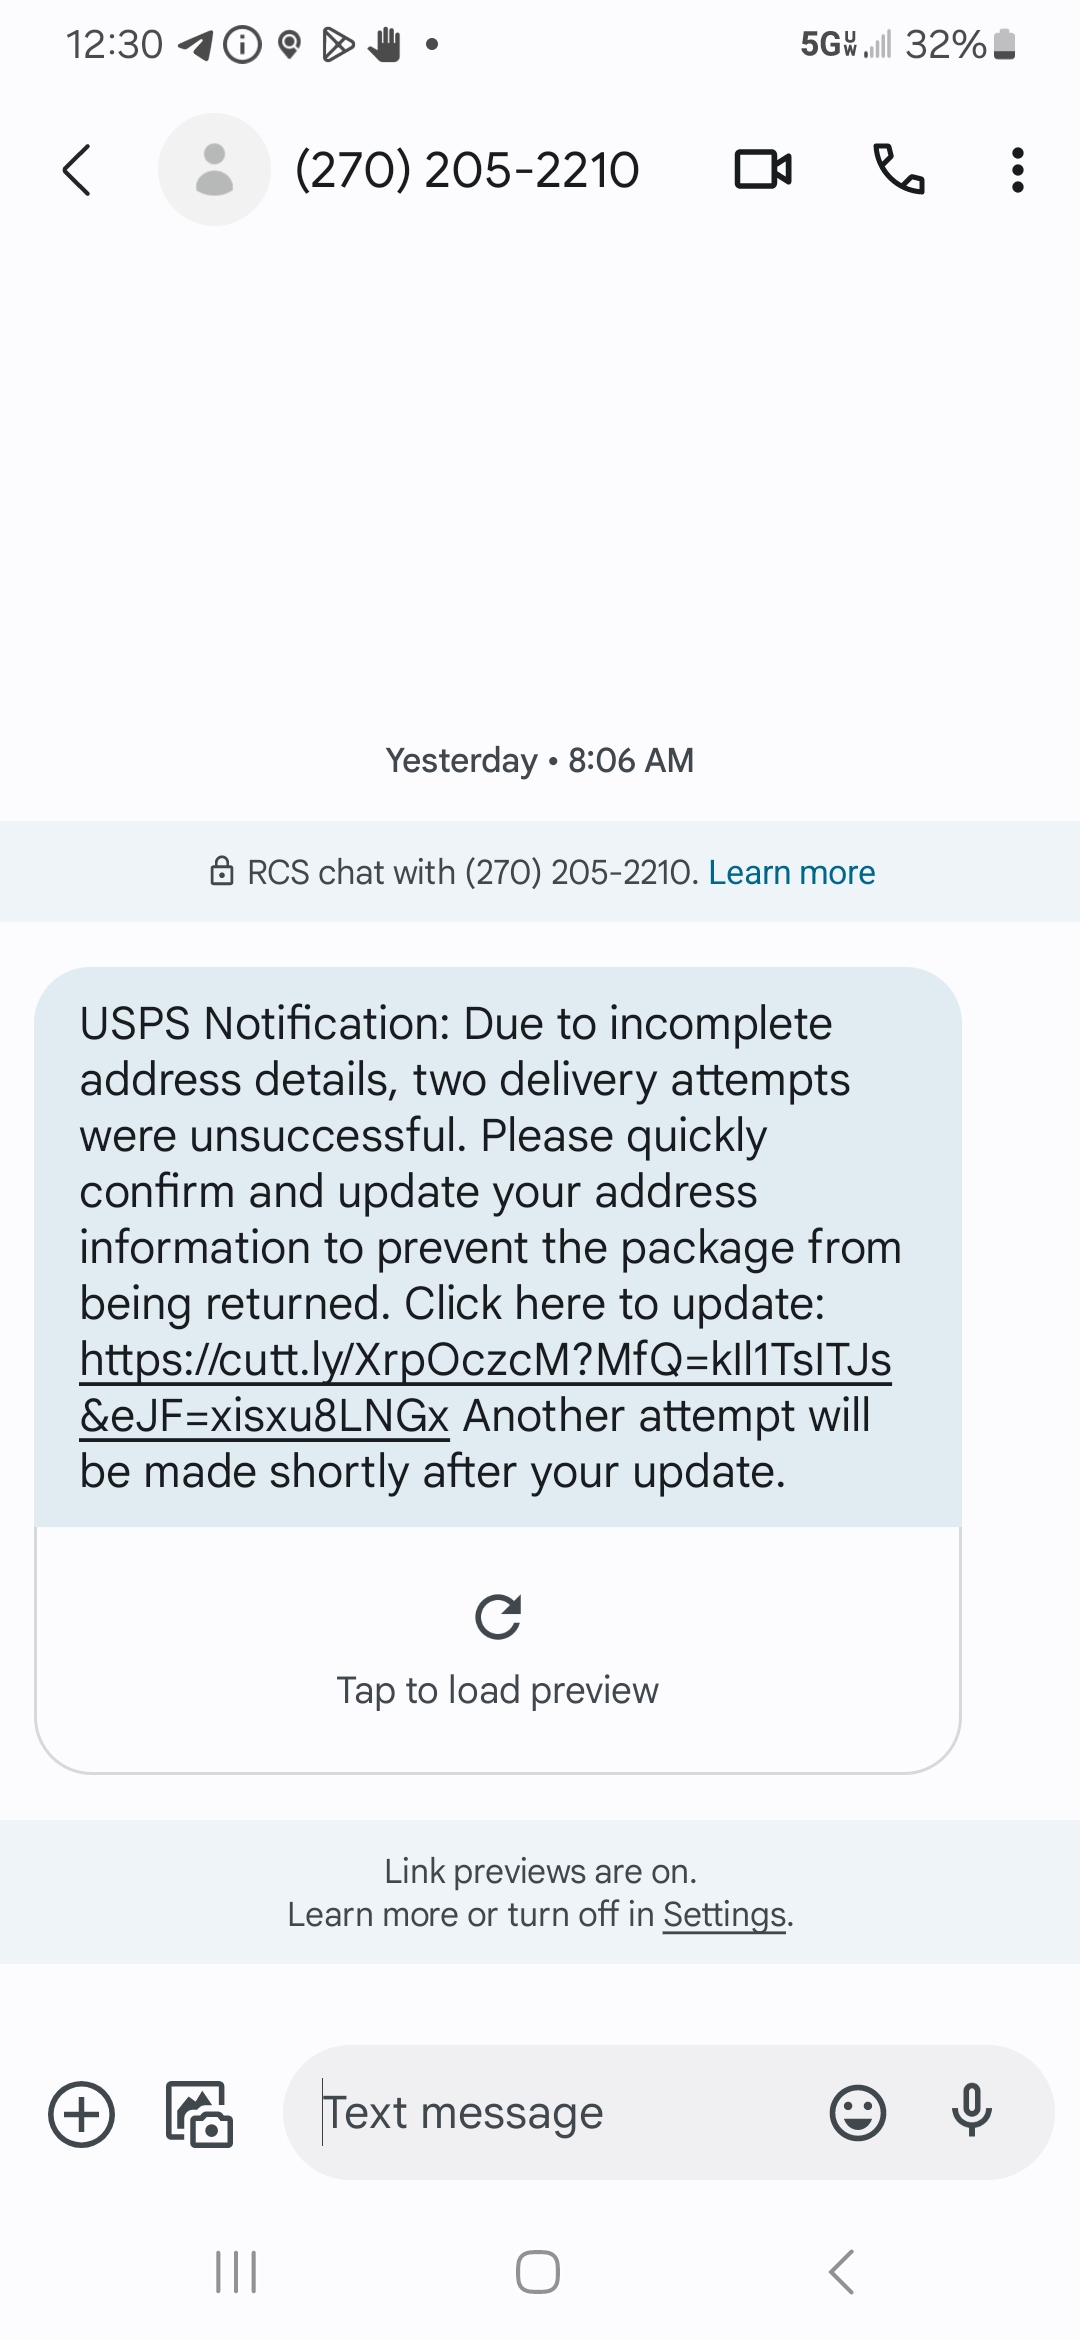 12:30
5G UW 32%
(270) 205-2210
Yesterday • 8:06 AM
RCS chat with (270) 205-2210. Learn more
USPS Notification: Due to incomplete
address details, two delivery attempts
were unsuccessful. Please quickly
confirm and update your address
information to prevent the package from
being returned. Click here to update:
https://cutt.ly/XrpOczcM?MfQ=kIl1TsITJs
&eJF=xisxu8LNGx Another attempt will
be made shortly after your update.
Tap to load preview
Link previews are on.
Learn more or turn off in Settings.
Text message